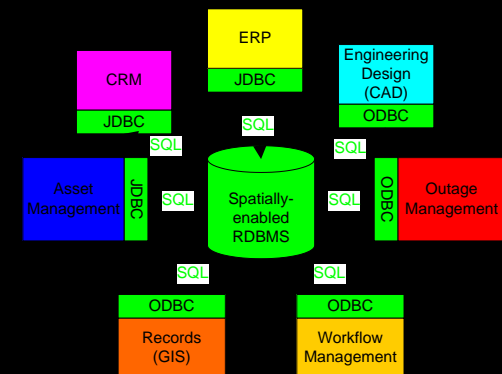 ERP
JDBC
CRM
JDBC
Engineering
Design
(CAD)
ODBC
SQL
SQL
SQL
Asset
Management
JDBC
SQL
Spatially-
enabled
RDBMS
SQL
ODBC
Outage
Management
SQL
SQL
ODBC
Records
(GIS)
ODBC
Workflow
Management